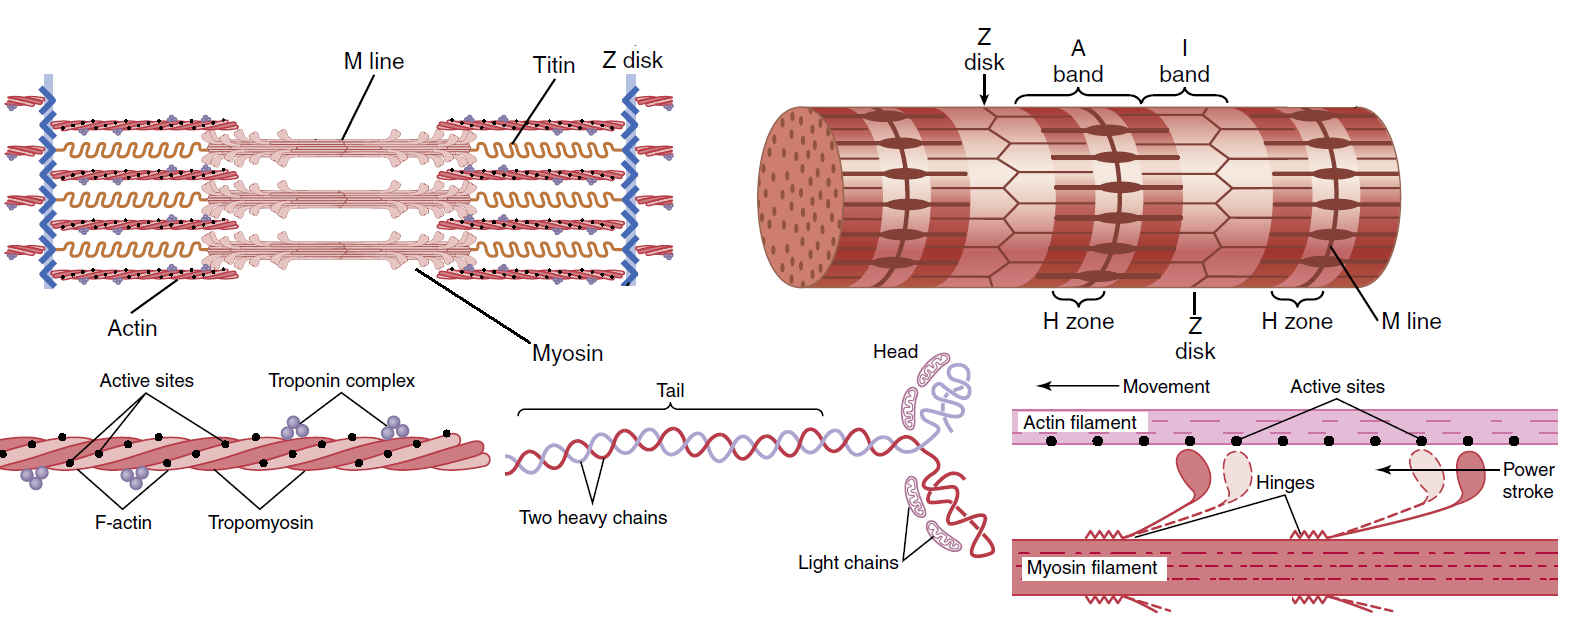 M line
Titin
Z disk
Actin
Myosin
Z
disk
A
band
I
band
H zone
Z
disk
H zone
M line
Active sites
Troponin complex
F-actin
Tropomyosin
Tail
Head
Two heavy chains
Light chains
Movement
Active sites
Actin filament
Hinges
Power
stroke
Myosin filament